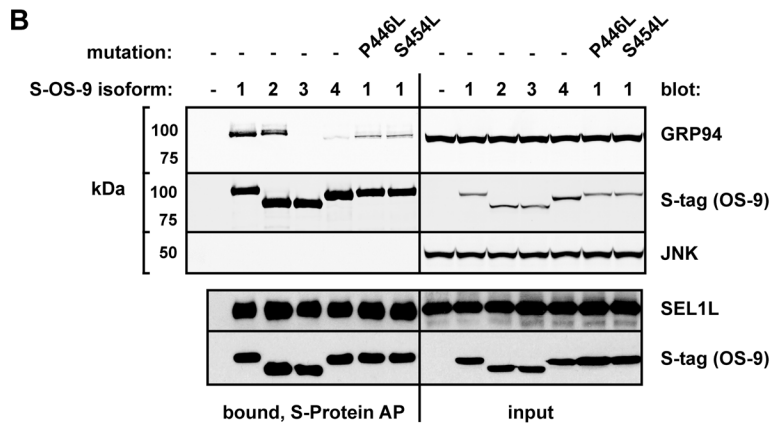 B
mutation: - - - - - P446L S454L - - - - - P446L S454L
S-OS-9 isoform: - 1 2 3 4 1 1 - 1 2 3 4 1 1 blot:
100 GRP94
75
kDa 100 S-tag (OS-9)
75
50 JNK
SEL1L
S-tag (OS-9)
bound, S-Protein AP input